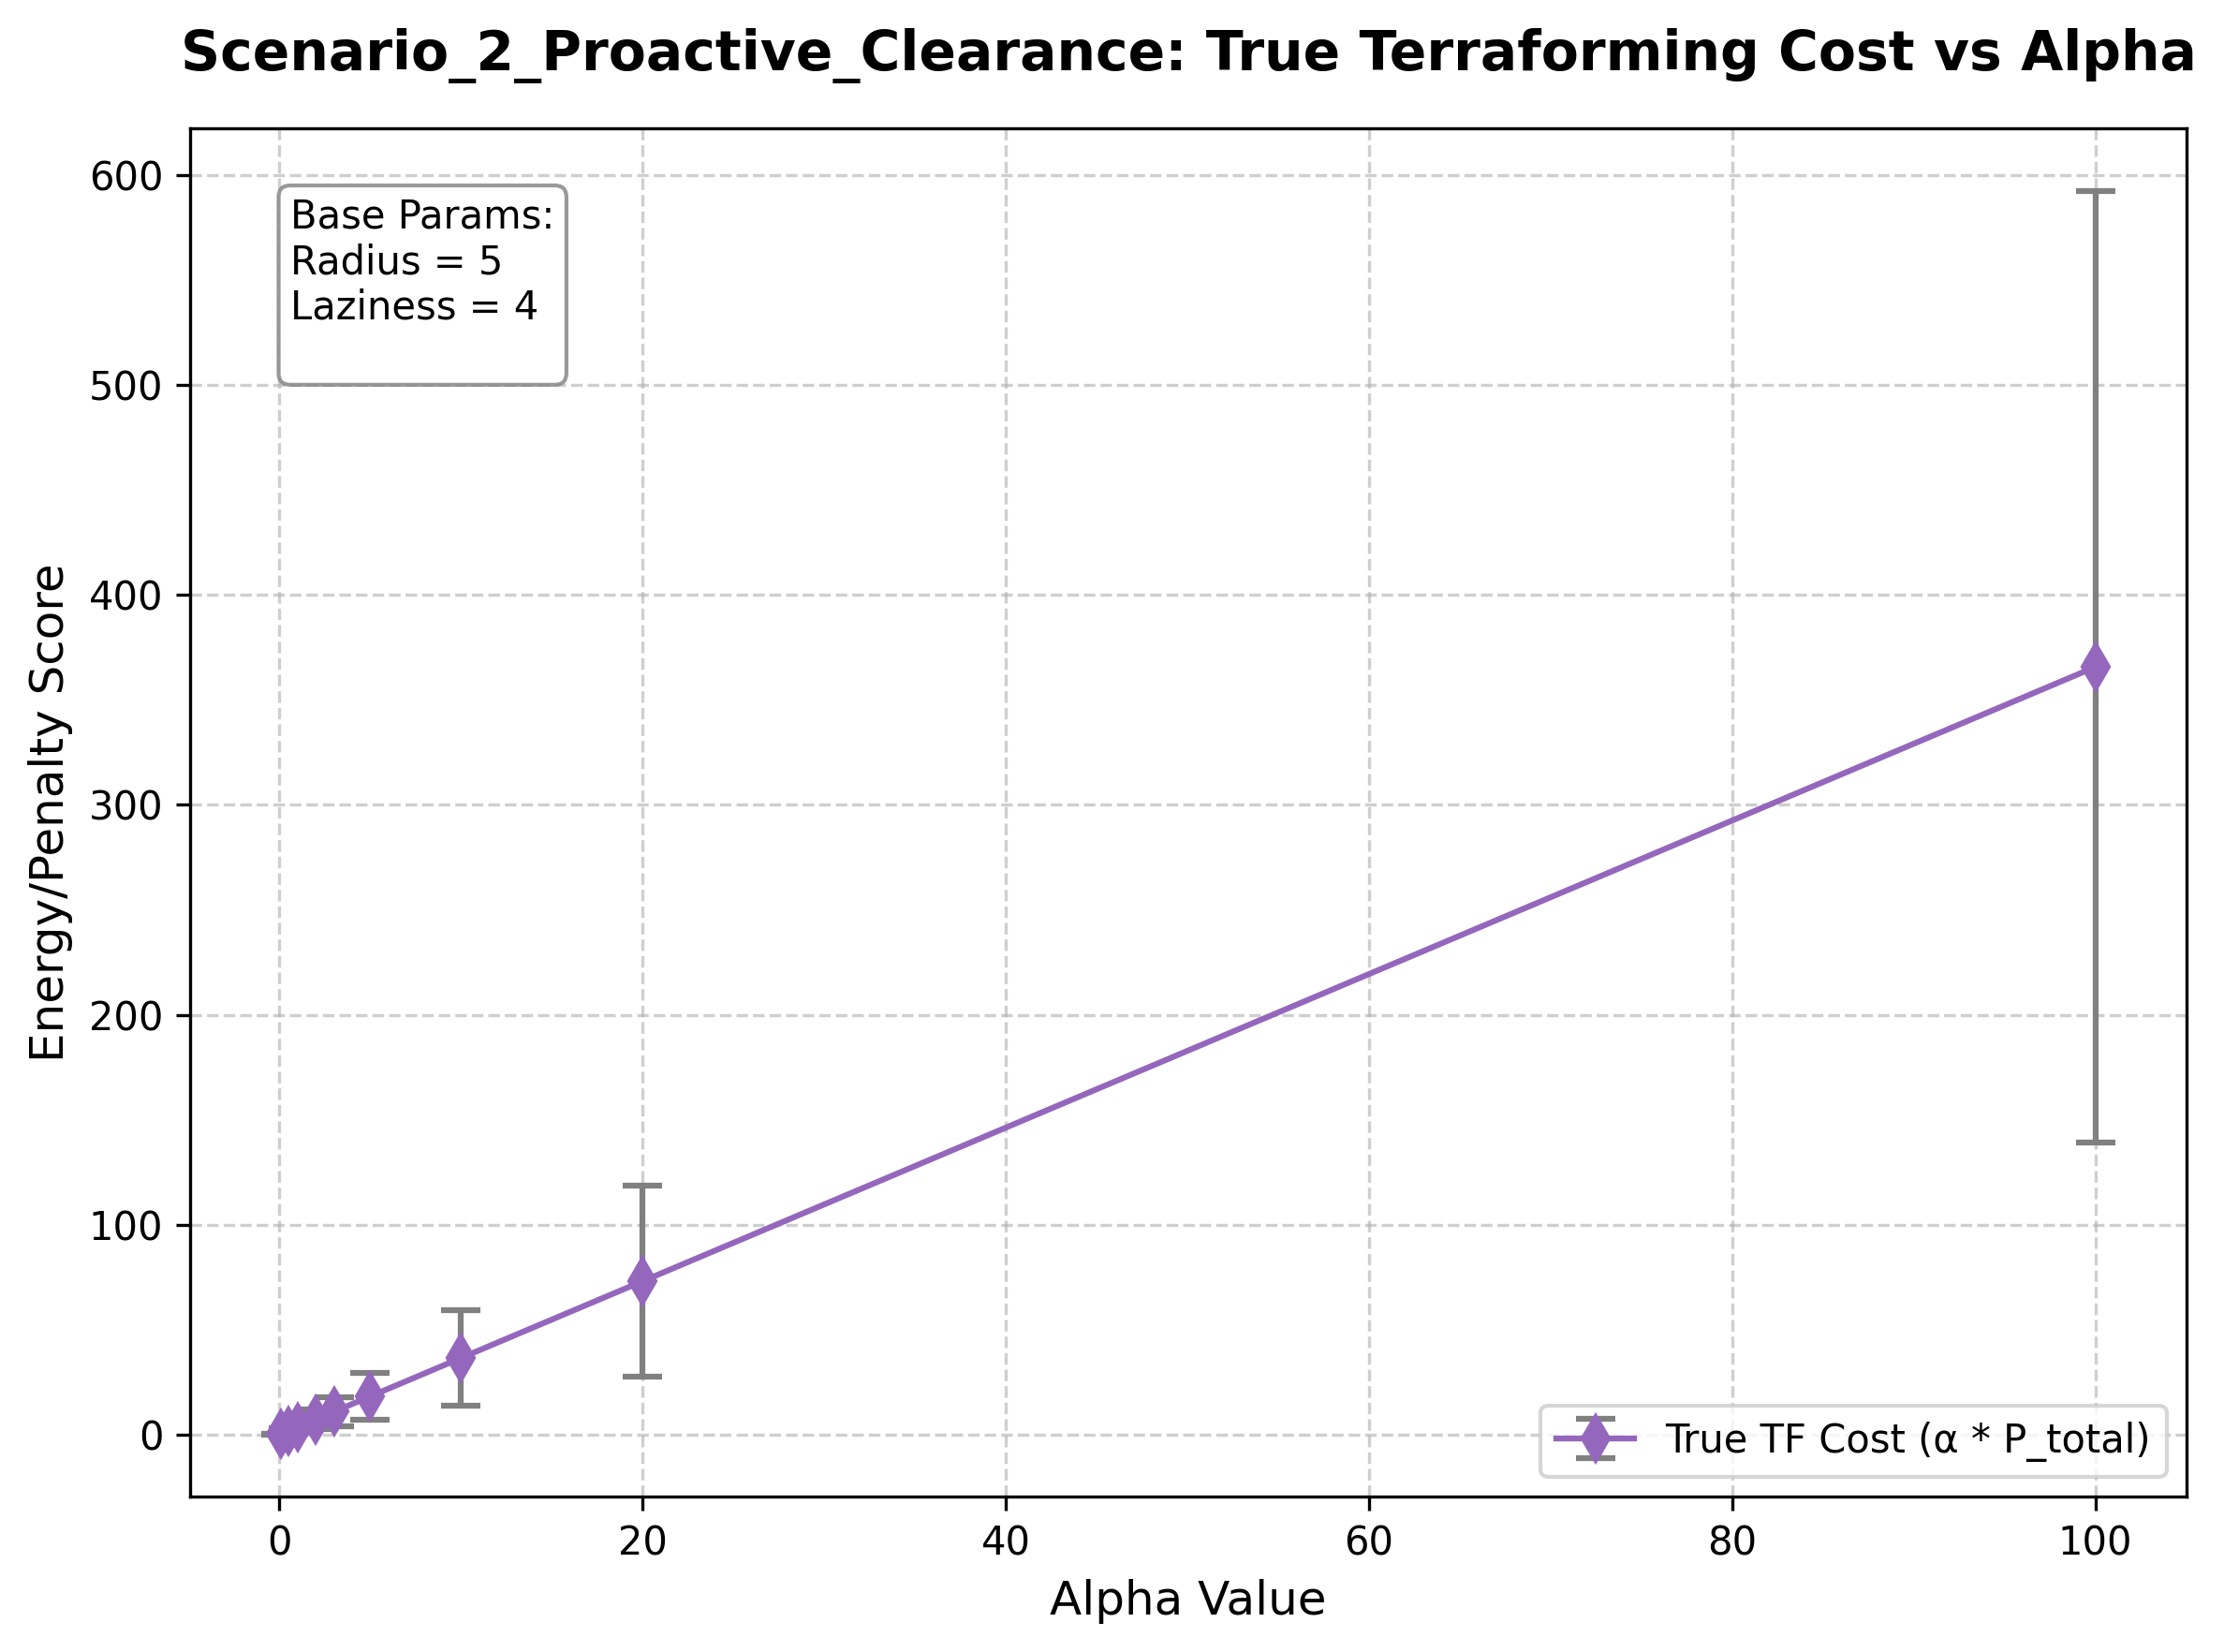 Scenario_2_Proactive_Clearance: True Terraforming Cost vs Alpha
600
500
400
300
200
100
0
Energy/Penalty Score
Base Params:
Radius = 5
Laziness = 4
True TF Cost (α * P_total)
0 20 40 60 80 100
Alpha Value